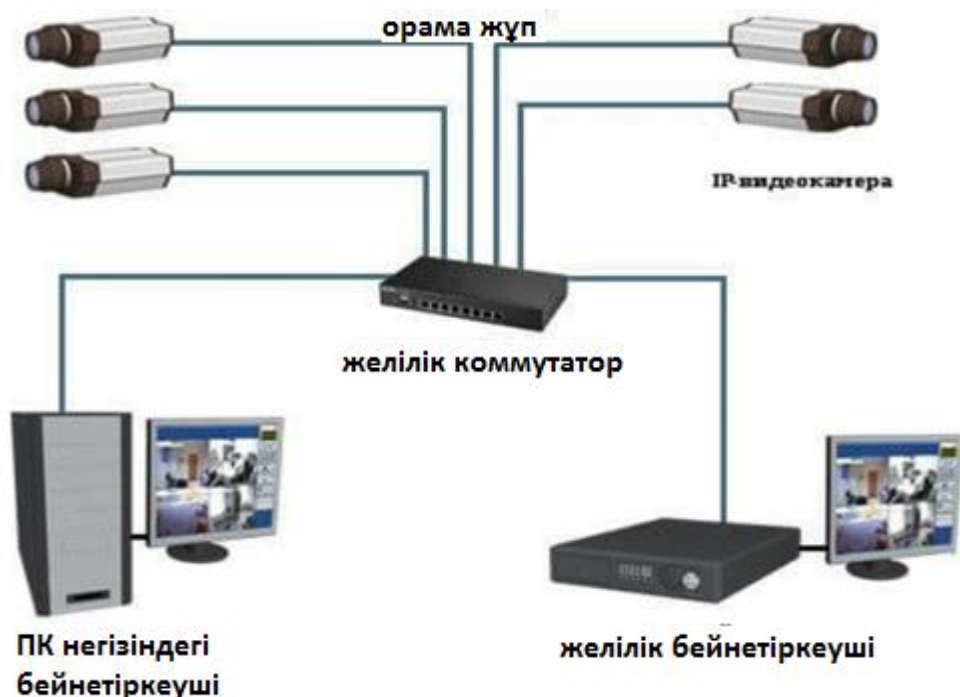 орама жұп
IP-видеокамера
желілік коммутатор
ПК негізіндегі
бейнетіркеуші
желілік бейнетіркеуші